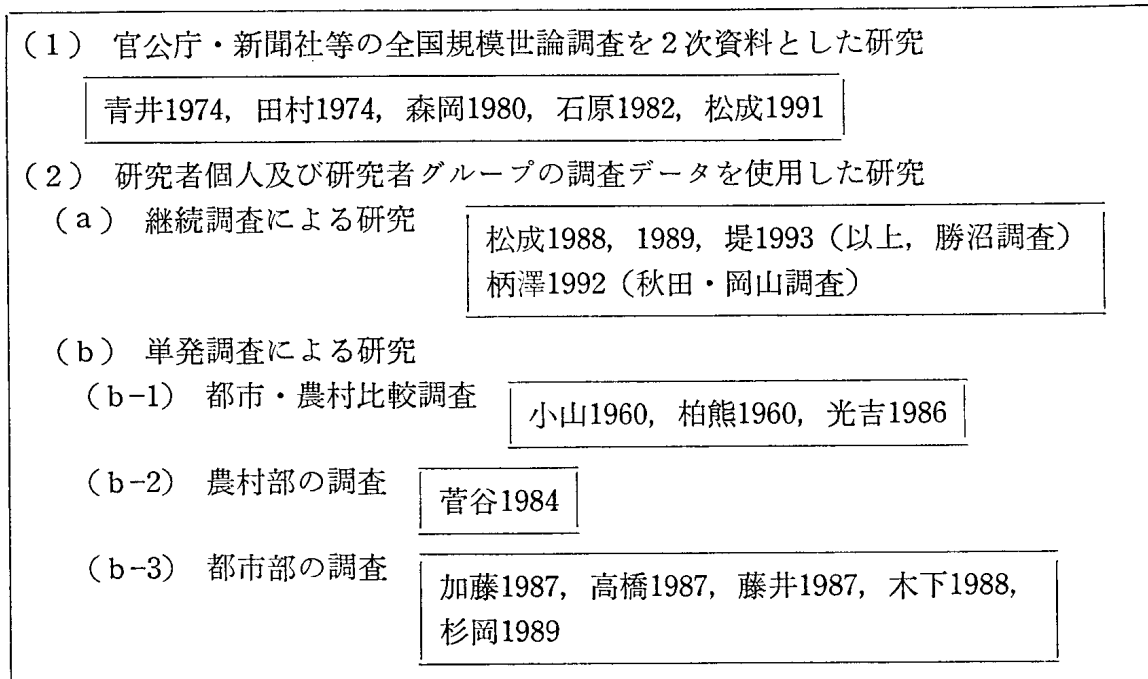 （１） 官公庁・新聞社等の全国規模世論調査を２次資料とした研究
青井1974, 田村1974, 森岡1980, 石原1982, 松成1991
（２） 研究者個人及び研究者グループの調査データを使用した研究
（ａ） 継続調査による研究
松成1988, 1989, 堤1993（以上, 勝沼調査）
柄澤1992（秋田・岡山調査）
（ｂ） 単発調査による研究
（ｂ-1） 都市・農村比較調査
小山1960, 柏熊1960, 光吉1986
（ｂ-2） 農村部の調査
菅谷1984
（ｂ-3） 都市部の調査
加藤1987, 高橋1987, 藤井1987, 木下1988,
杉岡1989